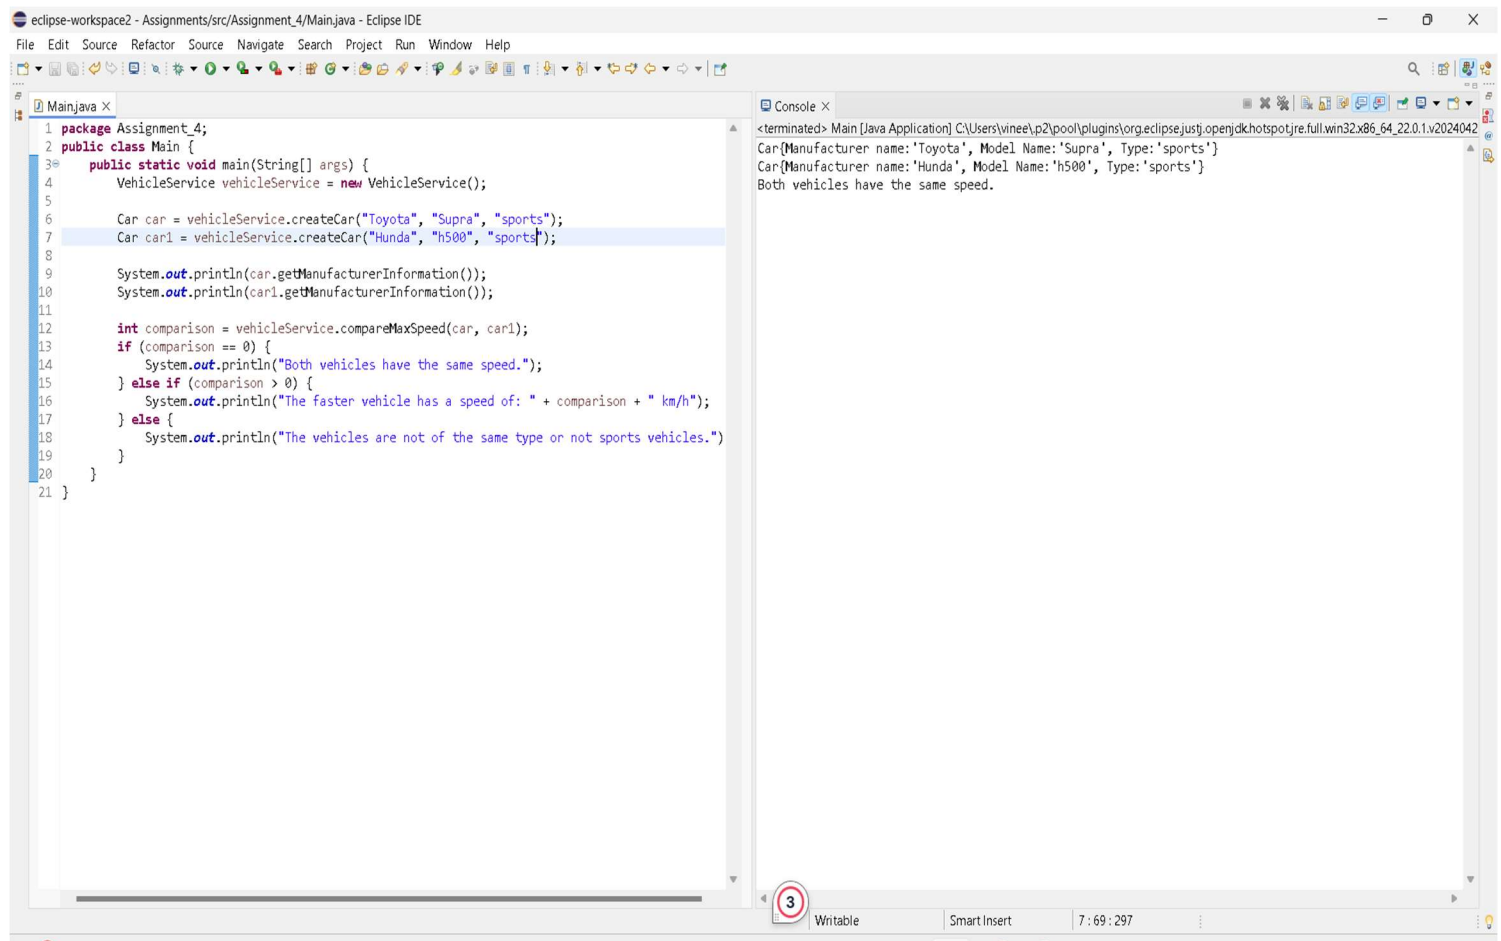 eclipse-workspace2 - Assignments/src/Assignment_4/Main.java - Eclipse IDE
File Edit Source Refactor Source Navigate Search Project Run Window Help
Main.java
1 package Assignment_4;
2 public class Main {
3 public static void main(String[] args) {
4 VehicleService vehicleService = new VehicleService();
5
6 Car car = vehicleService.createCar("Toyota", "Supra", "sports");
7 Car car1 = vehicleService.createCar("Hunda", "h500", "sports");
8
9 System.out.println(car.getManufacturerInformation());
10 System.out.println(car1.getManufacturerInformation());
11
12 int comparison = vehicleService.compareMaxSpeed(car, car1);
13 if (comparison == 0) {
14 System.out.println("Both vehicles have the same speed.");
15 } else if (comparison > 0) {
16 System.out.println("The faster vehicle has a speed of: " + comparison + " km/h");
17 } else {
18 System.out.println("The vehicles are not of the same type or not sports vehicles.")
19 }
20 }
21 }
Console
<terminated> Main [Java Application] C:\Users\vinee\.p2\pool\plugins\org.eclipse.justj.openjdk.hotspot.jre.full.win32.x86_64_22.0.1.v2024042
Car{Manufacturer name:'Toyota', Model Name:'Supra', Type:'sports'}
Car{Manufacturer name:'Hunda', Model Name:'h500', Type:'sports'}
Both vehicles have the same speed.
3
Writable Smart Insert 7 : 69 : 297